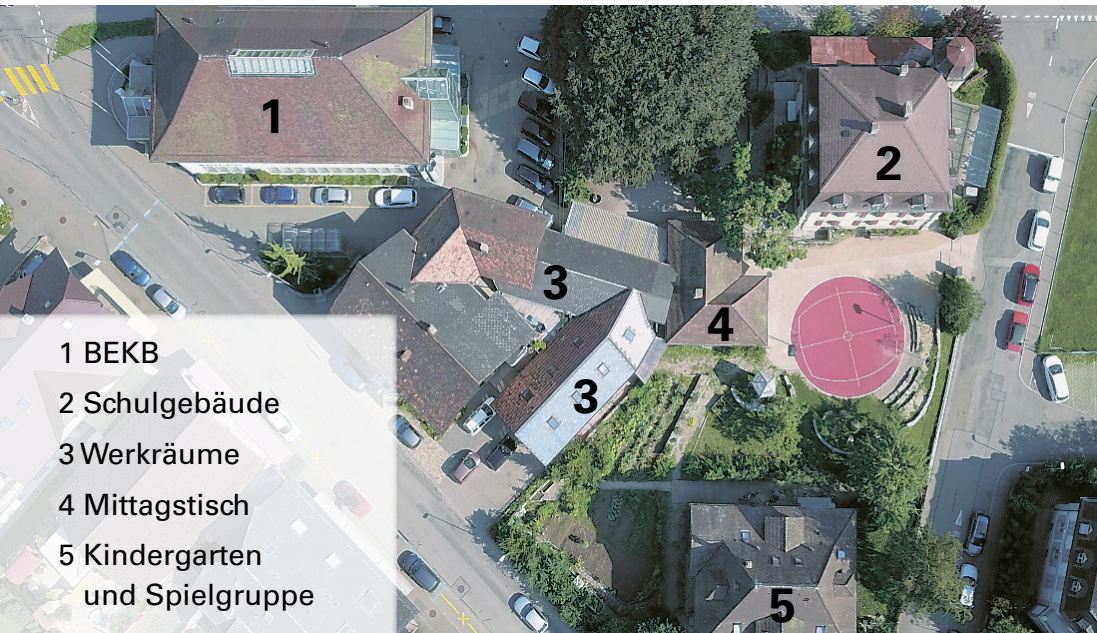 1
2
3
4
3
5
1 BEKB
2 Schulgebäude
3 Werkräume
4 Mittagstisch
5 Kindergarten
und Spielgruppe